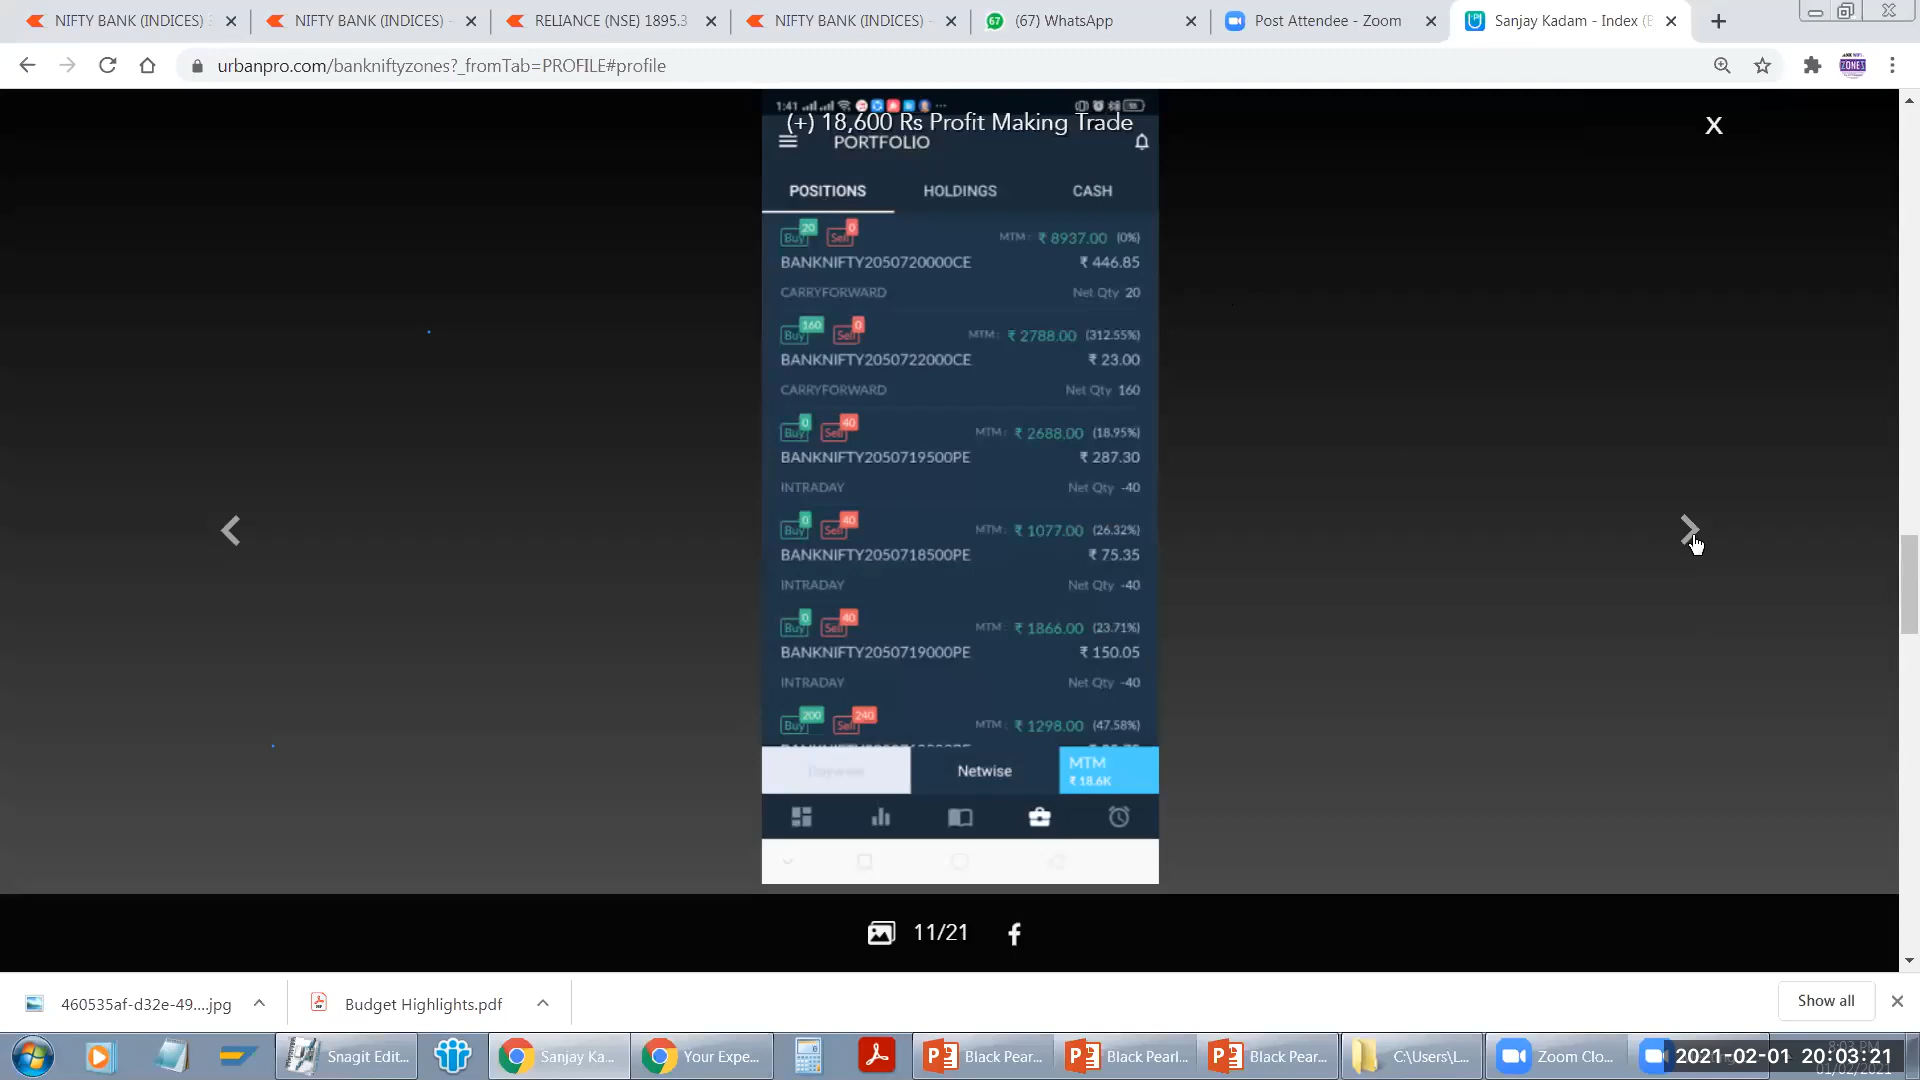 NIFTY BANK (INDICES)
NIFTY BANK (INDICES) -
RELIANCE (NSE) 1895.3
NIFTY BANK (INDICES) -
(67) WhatsApp
Post Attendee - Zoom
Sanjay Kadam - Index (B
urbanpro.com/bankniftyzones?_fromTab=PROFILE#profile
1:41
(+) 18,600 Rs Profit Making Trade
X
PORTFOLIO
POSITIONS HOLDINGS CASH
Buy 20 Sell 0 MTM: ₹ 8937.00 (0%)
BANKNIFTY2050720000CE ₹ 446.85
CARRYFORWARD Net Qty 20
Buy 160 Sell 0 MTM: ₹ 2788.00 (312.55%)
BANKNIFTY2050722000CE ₹ 23.00
CARRYFORWARD Net Qty 160
Buy 0 Sell 40 MTM: ₹ 2688.00 (18.95%)
BANKNIFTY2050719500PE ₹ 287.30
INTRADAY Net Qty -40
Buy 0 Sell 40 MTM: ₹ 1077.00 (26.32%)
BANKNIFTY2050718500PE ₹ 75.35
INTRADAY Net Qty -40
Buy 0 Sell 40 MTM: ₹ 1866.00 (23.71%)
BANKNIFTY2050719000PE ₹ 150.05
INTRADAY Net Qty -40
Buy 200 Sell 240 MTM: ₹ 1298.00 (47.58%)
Netwise
MTM
₹ 18.6K
11/21
460535af-d32e-49....jpg
Budget Highlights.pdf
Show all
Snagit Edit...
Sanjay Ka...
Your Expe...
Black Pear...
Black Pearl...
Black Pear...
C:\Users\L...
Zoom Clo...
2021-02-01 20:03:21
01/02/2021